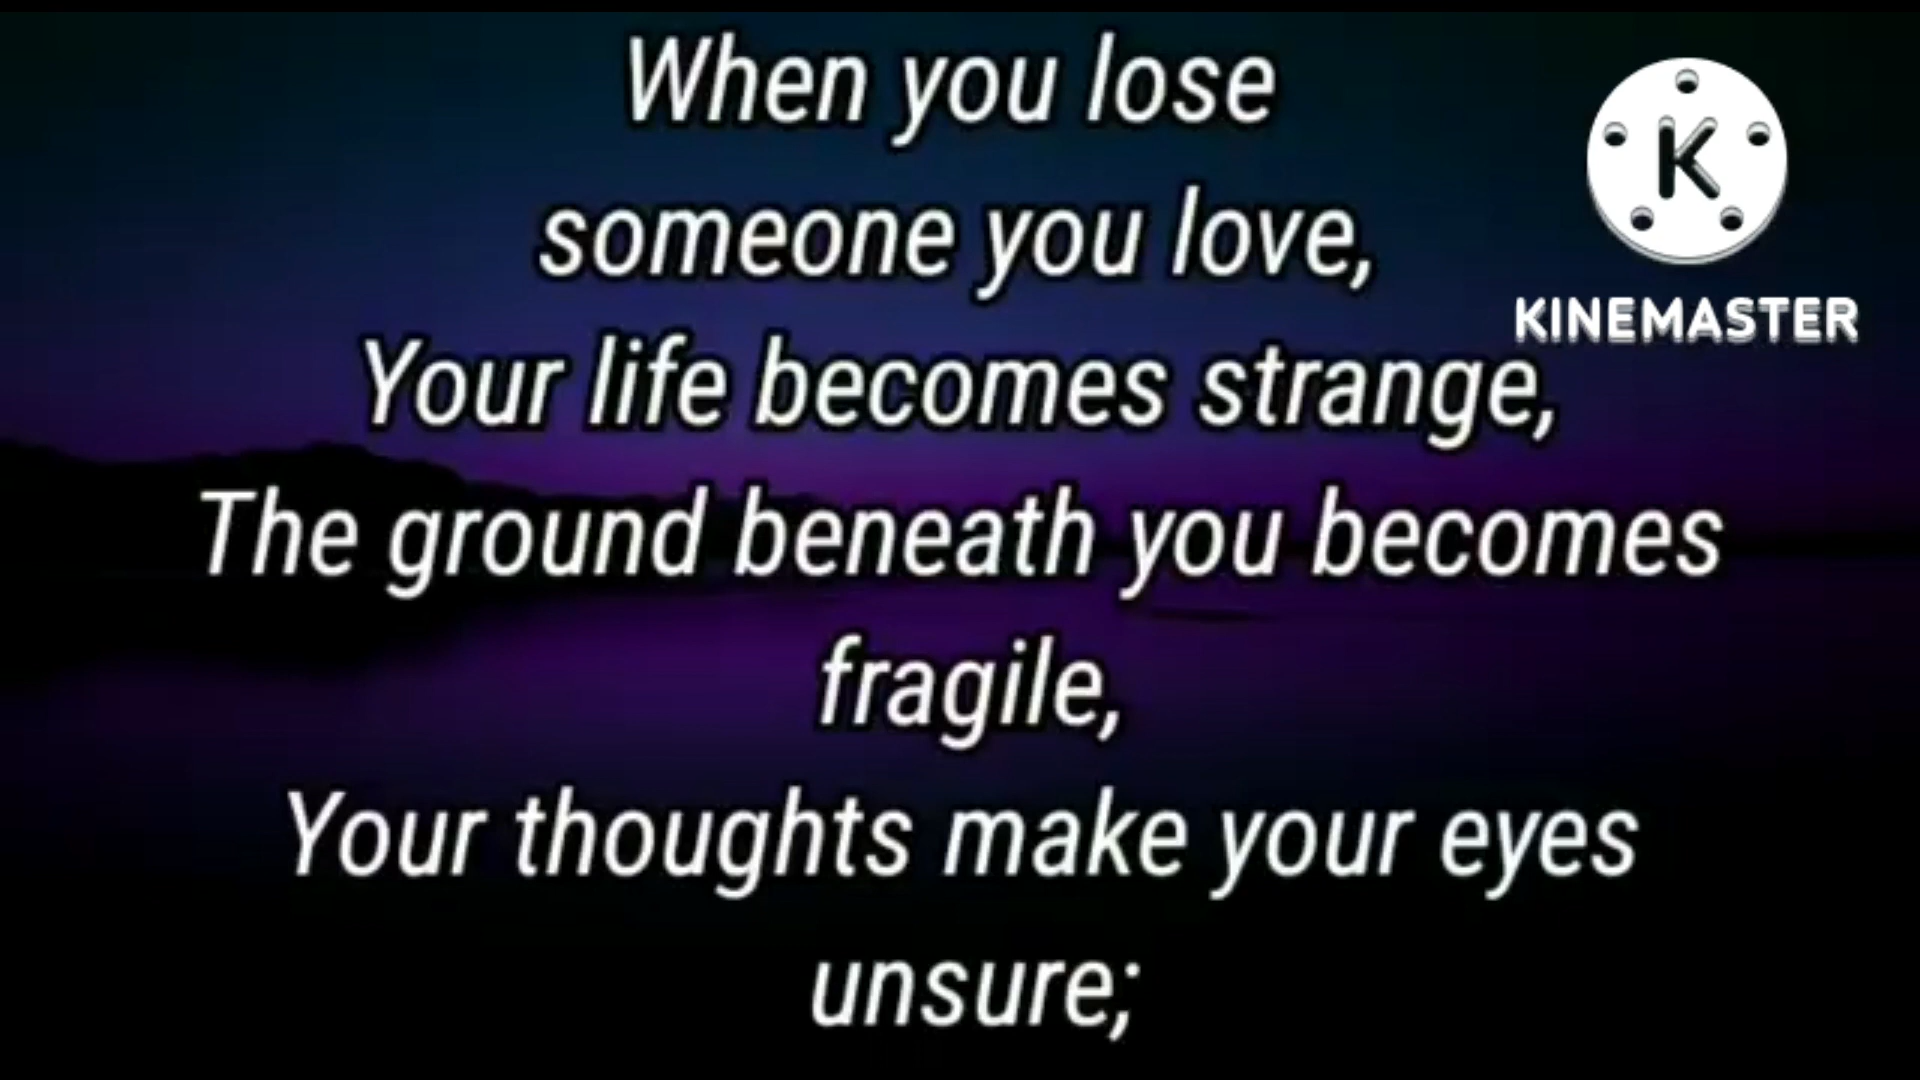 When you lose
someone you love,
K
KINEMASTER
Your life becomes strange,
The ground beneath you becomes
fragile,
Your thoughts make your eyes
unsure;